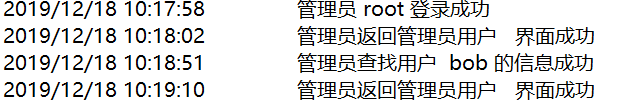 2019/12/18 10:17:58 管理员 root 登录成功
2019/12/18 10:18:02 管理员返回管理员用户 界面成功
2019/12/18 10:18:51 管理员查找用户 bob 的信息成功
2019/12/18 10:19:10 管理员返回管理员用户 界面成功